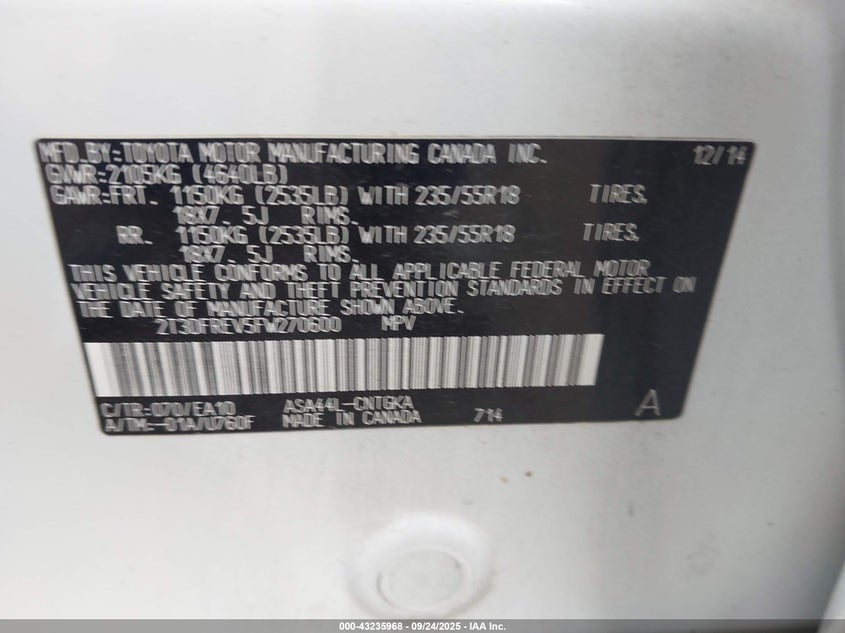 MFD.BY:TOYOTA MOTOR MANUFACTURING CANADA INC. 12/14
GVWR:2105KG (4640LB)
GAWR:FRT. 1150KG (2535LB) WITH 235/55R18 TIRES,
18X7. 5J RIMS.
RR. 1150KG (2535LB) WITH 235/55R18 TIRES,
18X7. 5J RIMS.
THIS VEHICLE CONFORMS TO ALL APPLICABLE FEDERAL MOTOR
VEHICLE SAFETY AND THEFT PREVENTION STANDARDS IN EFFECT ON
THE DATE OF MANUFACTURE SHOWN ABOVE.
2T3DFREV5FW270600 MPV
C/TR:070/EA10 ASA44L-CNTGKA 714 A
A/TM:-01A/U760F MADE IN CANADA
000-43235968 - 09/24/2025 - IAA Inc.